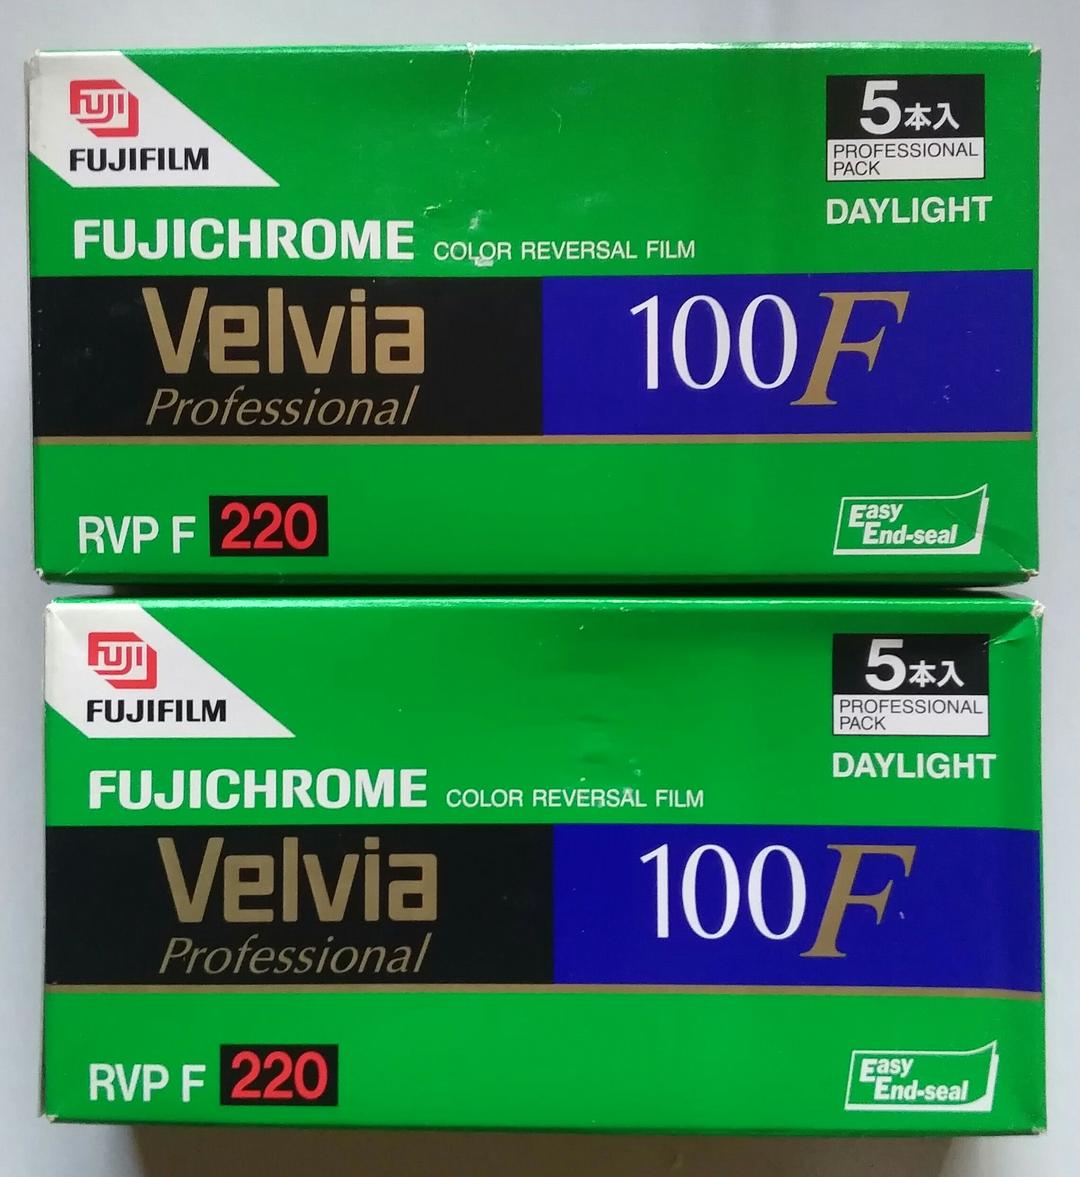 FUJI
FUJIFILM
5本入
PROFESSIONAL
PACK
DAYLIGHT
FUJICHROME COLOR REVERSAL FILM
Velvia 100F
Professional
RVP F 220
Easy
End-seal
FUJI
FUJIFILM
5本入
PROFESSIONAL
PACK
DAYLIGHT
FUJICHROME COLOR REVERSAL FILM
Velvia 100F
Professional
RVP F 220
Easy
End-seal